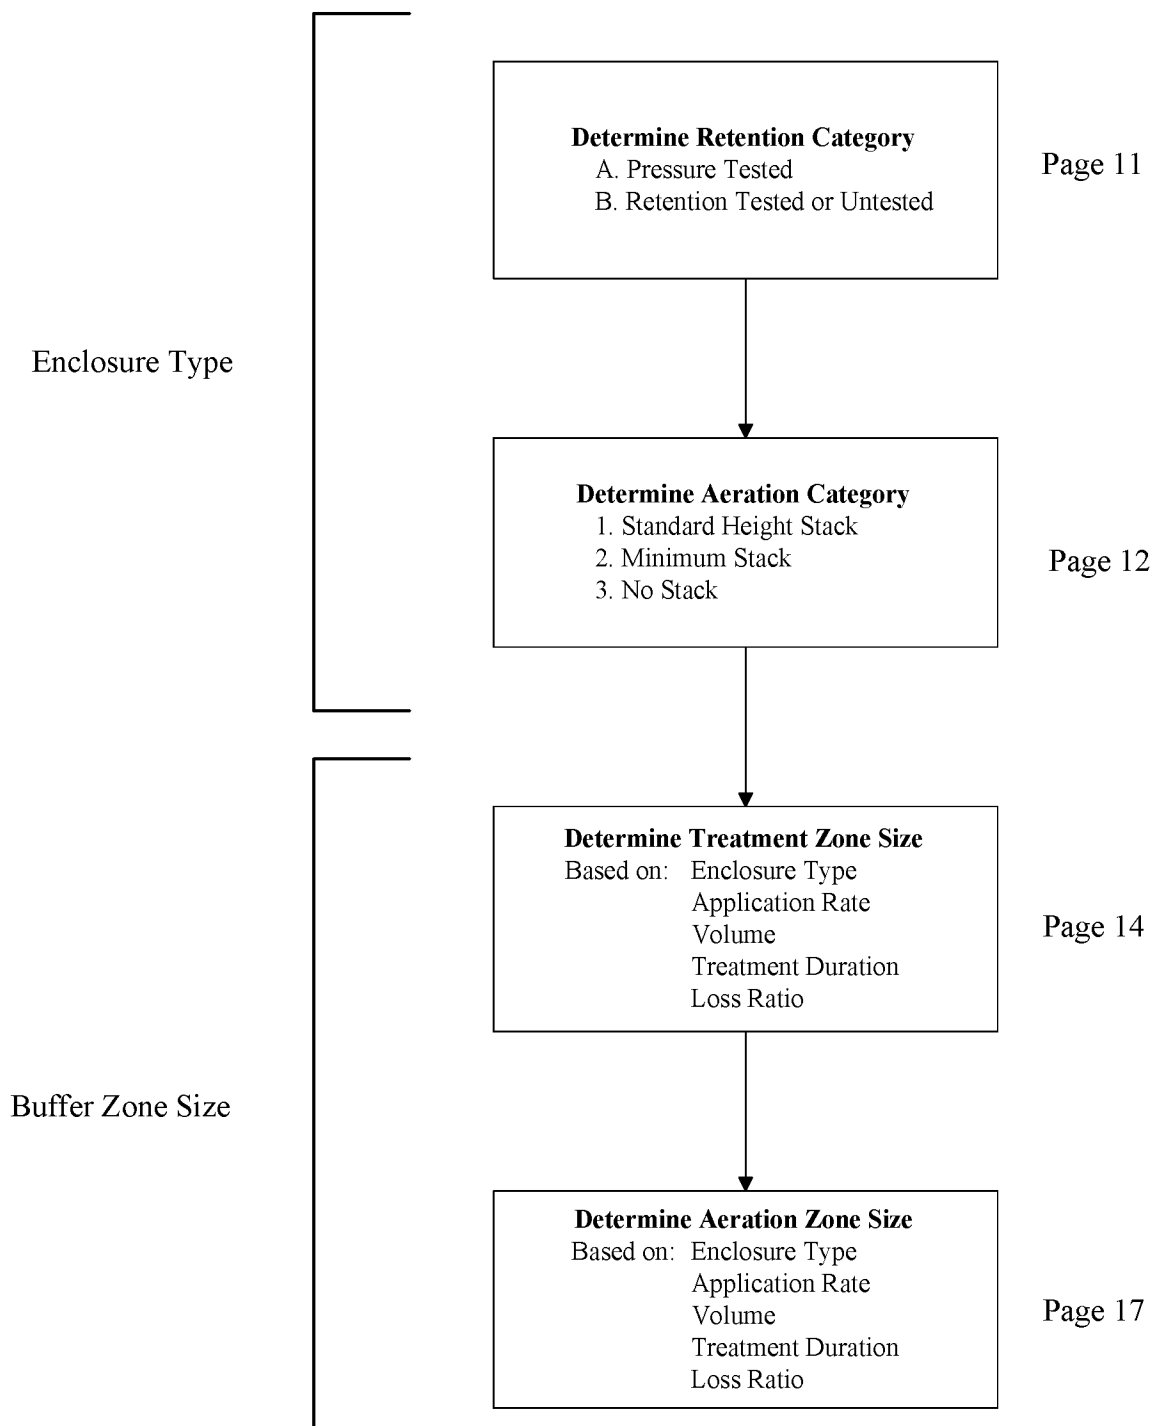 Determine Retention Category
A. Pressure Tested
B. Retention Tested or Untested
Page 11
Enclosure Type
Determine Aeration Category
1. Standard Height Stack
2. Minimum Stack
3. No Stack
Page 12
Determine Treatment Zone Size
Based on: Enclosure Type
Application Rate
Volume
Treatment Duration
Loss Ratio
Page 14
Buffer Zone Size
Determine Aeration Zone Size
Based on: Enclosure Type
Application Rate
Volume
Treatment Duration
Loss Ratio
Page 17